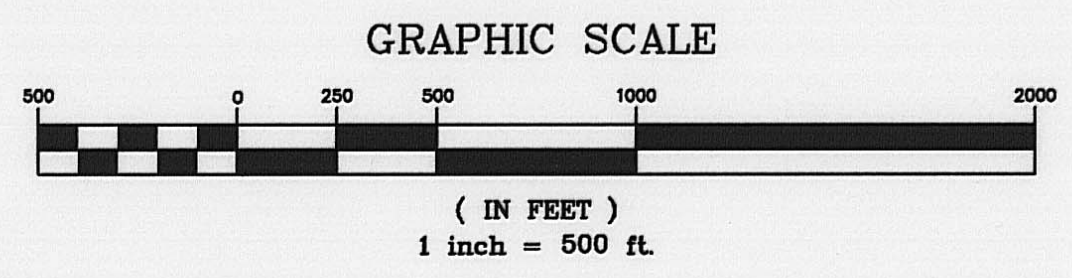 GRAPHIC SCALE
500 0 250 500 1000 2000
( IN FEET )
1 inch = 500 ft.